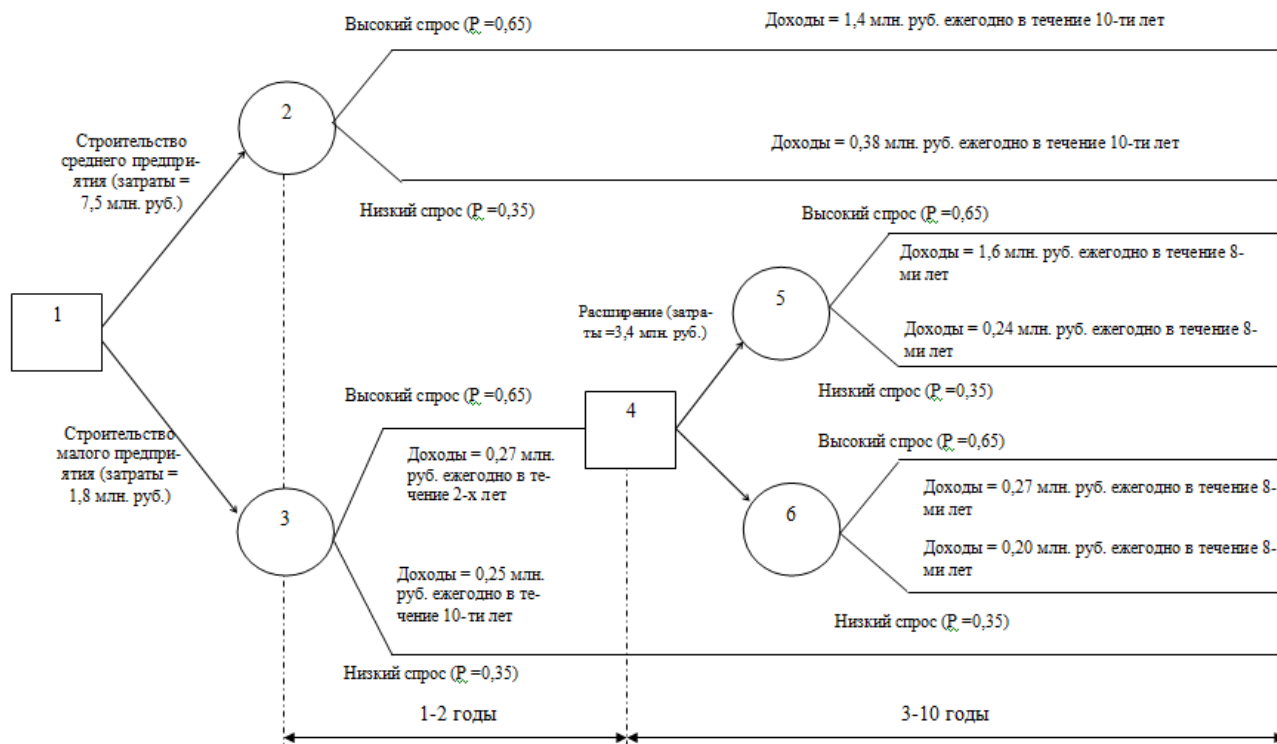 Высокий спрос (P =0,65)
Доходы = 1,4 млн. руб. ежегодно в течение 10-ти лет
2
Строительство
среднего предпри-
ятия (затраты =
7,5 млн. руб.)
Доходы = 0,38 млн. руб. ежегодно в течение 10-ти лет
Низкий спрос (P =0,35)
Высокий спрос (P =0,65)
Доходы = 1,6 млн. руб. ежегодно в течение 8-
ми лет
1
5
Расширение (затра-
ты =3,4 млн. руб.)
Доходы = 0,24 млн. руб. ежегодно в течение 8-
ми лет
Низкий спрос (P =0,35)
Высокий спрос (P =0,65)
4
Высокий спрос (P =0,65)
Строительство
малого предпри-
ятия (затраты =
1,8 млн. руб.)
Доходы = 0,27 млн.
руб. ежегодно в те-
чение 2-х лет
3
6
Доходы = 0,27 млн. руб. ежегодно в течение 8-
ми лет
Доходы = 0,20 млн. руб. ежегодно в течение 8-
ми лет
Доходы = 0,25 млн.
руб. ежегодно в те-
чение 10-ти лет
Низкий спрос (P =0,35)
Низкий спрос (P =0,35)
1-2 годы
3-10 годы